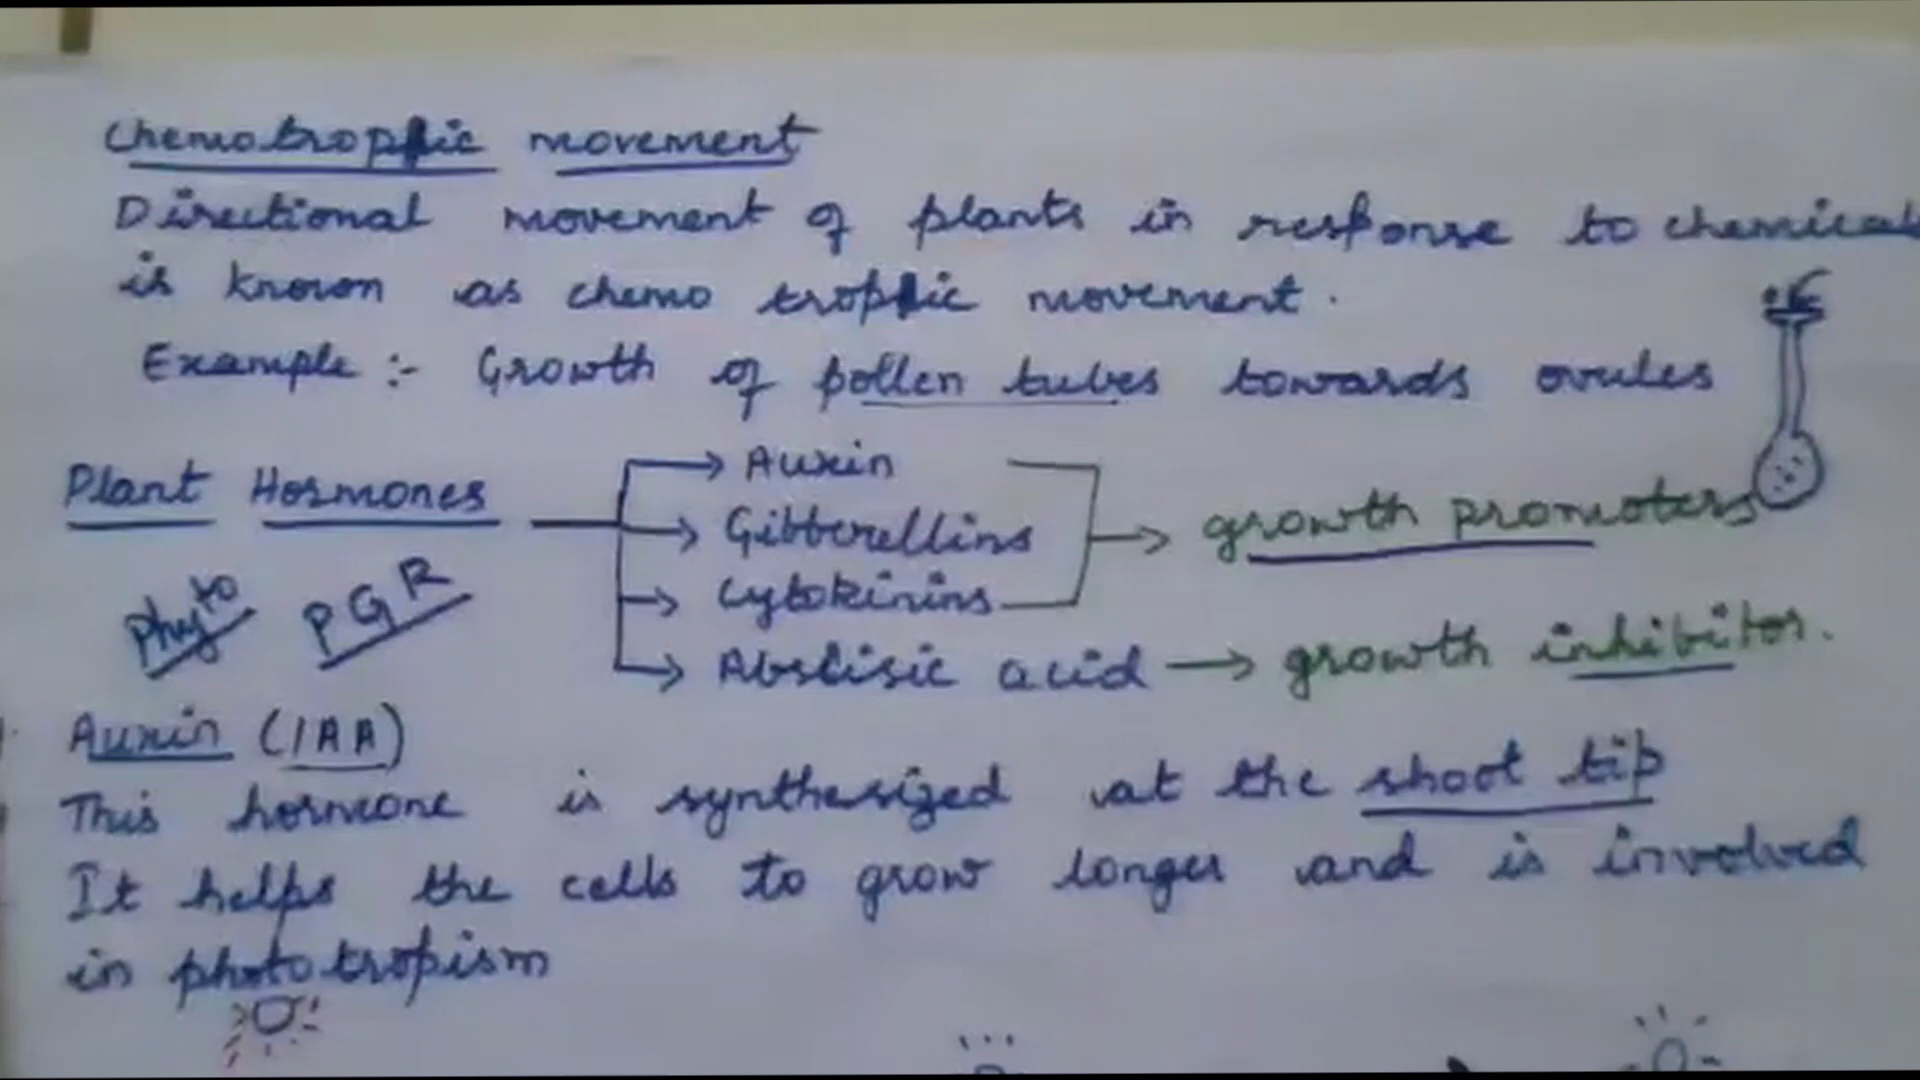 Chemotropic movement
Directional movement of plants in response to chemical
is known as chemo tropic movement.
Example :- Growth of pollen tubes towards ovules
Plant Hormones
Auxin
Gibberellins
Cytokinins
growth promoters
Abscisic acid → growth inhibitor.
Phyto PGR
Auxin (IAA)
This hormone is synthesized at the shoot tip
It helps the cells to grow longer and is involved
in phototropism